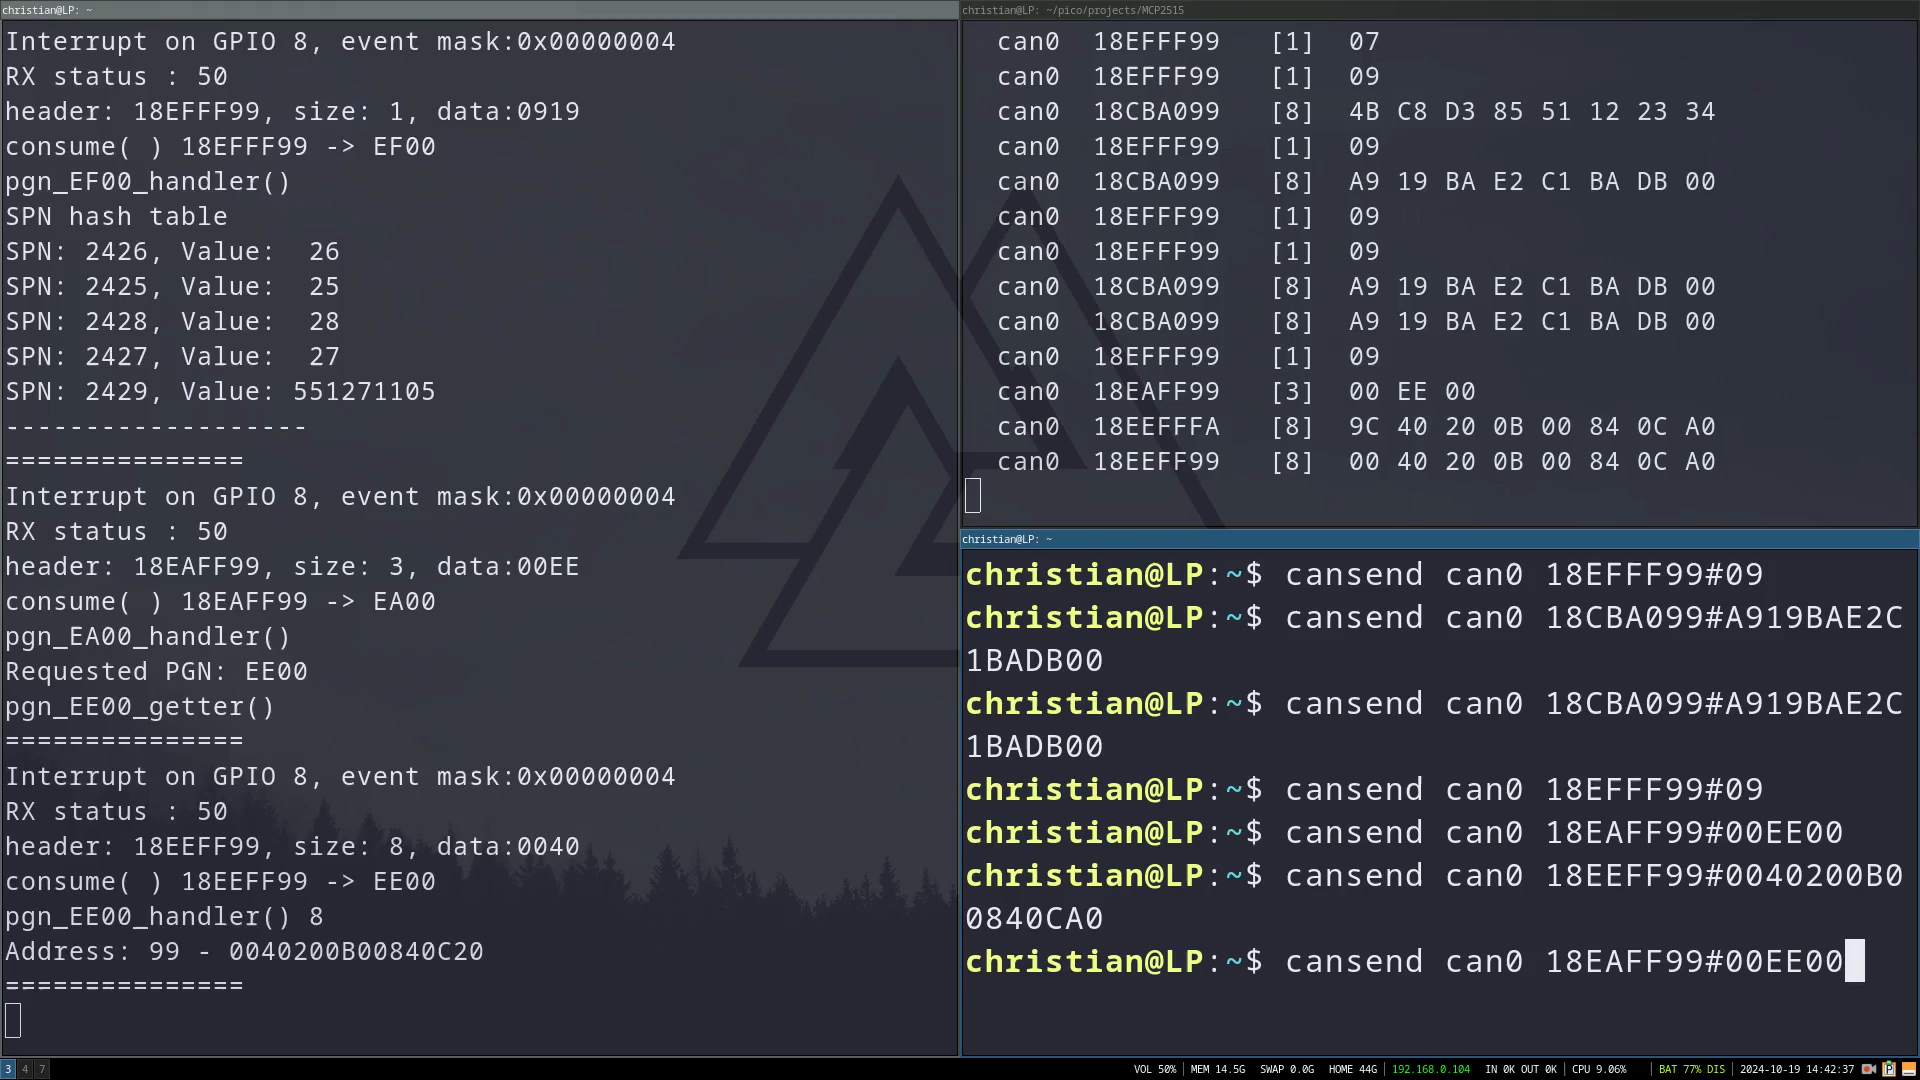 christian@LP: ~
Interrupt on GPIO 8, event mask:0x00000004
RX status : 50
header: 18EFFF99, size: 1, data:0919
consume( ) 18EFFF99 -> EF00
pgn_EF00_handler()
SPN hash table
SPN: 2426, Value:  26
SPN: 2425, Value:  25
SPN: 2428, Value:  28
SPN: 2427, Value:  27
SPN: 2429, Value: 551271105
-------------------
===============
Interrupt on GPIO 8, event mask:0x00000004
RX status : 50
header: 18EAFF99, size: 3, data:00EE
consume( ) 18EAFF99 -> EA00
pgn_EA00_handler()
Requested PGN: EE00
pgn_EE00_getter()
===============
Interrupt on GPIO 8, event mask:0x00000004
RX status : 50
header: 18EEFF99, size: 8, data:0040
consume( ) 18EEFF99 -> EE00
pgn_EE00_handler() 8
Address: 99 - 0040200B00840C20
===============
christian@LP: ~/pico/projects/MCP2515
can0  18EFFF99   [1]  07
can0  18EFFF99   [1]  09
can0  18CBA099   [8]  4B C8 D3 85 51 12 23 34
can0  18EFFF99   [1]  09
can0  18CBA099   [8]  A9 19 BA E2 C1 BA DB 00
can0  18EFFF99   [1]  09
can0  18EFFF99   [1]  09
can0  18CBA099   [8]  A9 19 BA E2 C1 BA DB 00
can0  18CBA099   [8]  A9 19 BA E2 C1 BA DB 00
can0  18EFFF99   [1]  09
can0  18EAFF99   [3]  00 EE 00
can0  18EEFFFA   [8]  9C 40 20 0B 00 84 0C A0
can0  18EEFF99   [8]  00 40 20 0B 00 84 0C A0
christian@LP: ~
christian@LP:~$ cansend can0 18EFFF99#09
christian@LP:~$ cansend can0 18CBA099#A919BAE2C
1BADB00
christian@LP:~$ cansend can0 18CBA099#A919BAE2C
1BADB00
christian@LP:~$ cansend can0 18EFFF99#09
christian@LP:~$ cansend can0 18EAFF99#00EE00
christian@LP:~$ cansend can0 18EEFF99#0040200B0
0840CA0
christian@LP:~$ cansend can0 18EAFF99#00EE00
3 4 7
VOL 50% MEM 14.5G SWAP 0.0G HOME 44G 192.168.0.104 IN 0K OUT 0K CPU 9.06% BAT 77% DIS 2024-10-19 14:42:37